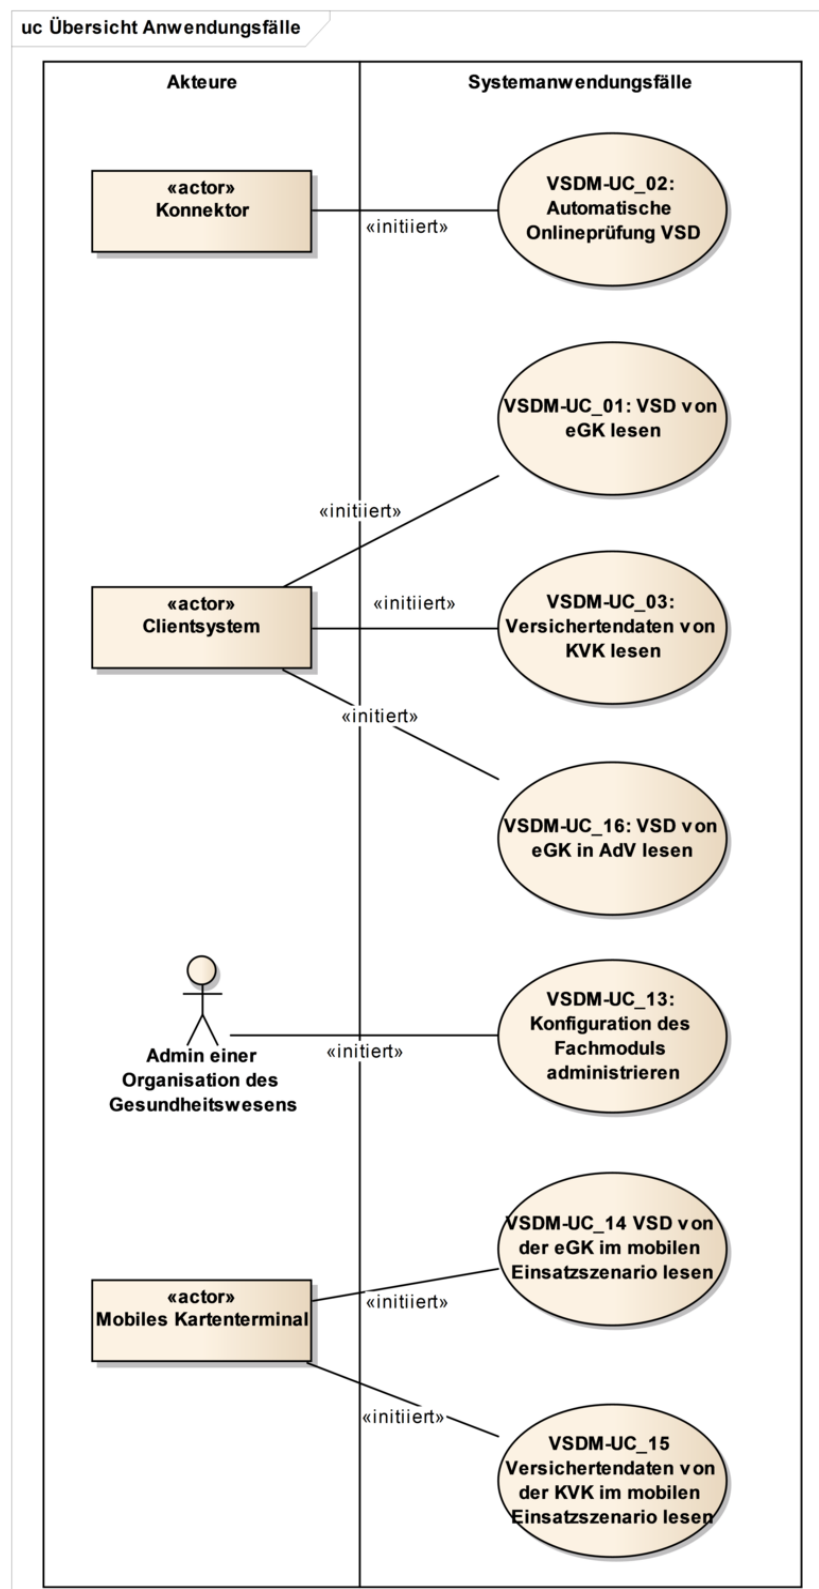 uc Übersicht Anwendungsfälle
Akteure
Systemanwendungsfälle
«actor»
Konnektor
«initiiert»
VSDM-UC_02:
Automatische
Onlineprüfung VSD
VSDM-UC_01: VSD von
eGK lesen
«initiiert»
«actor»
Clientsystem
«initiiert»
VSDM-UC_03:
Versichertendaten von
KVK lesen
«initiert»
VSDM-UC_16: VSD von
eGK in AdV lesen
Admin einer
Organisation des
Gesundheitswesens
«initiert»
VSDM-UC_13:
Konfiguration des
Fachmoduls
administrieren
VSDM-UC_14 VSD von
der eGK im mobilen
Einsatzszenario lesen
«actor»
Mobiles Kartenterminal
«initiiert»
«initiiert»
VSDM-UC_15
Versichertendaten von
der KVK im mobilen
Einsatzszenario lesen